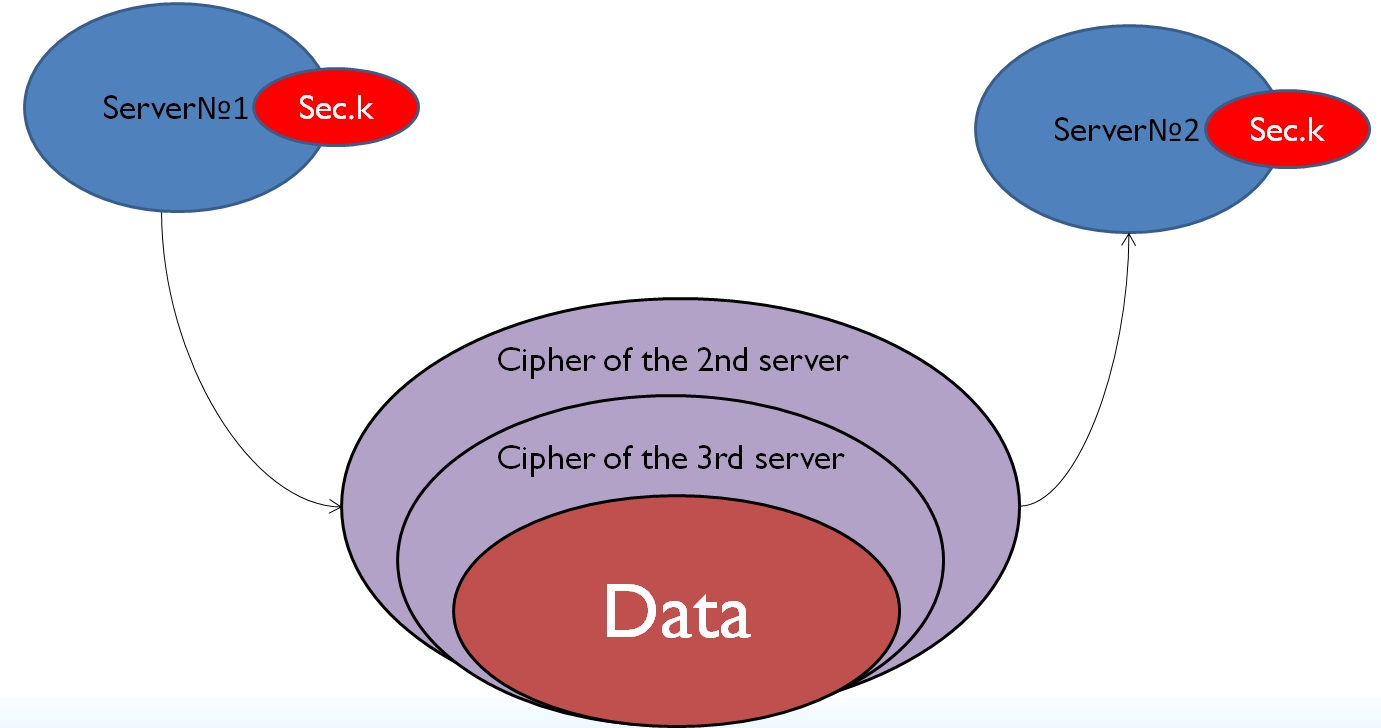 Server№1
Sec.k
Server№2
Sec.k
Cipher of the 2nd server
Cipher of the 3rd server
Data